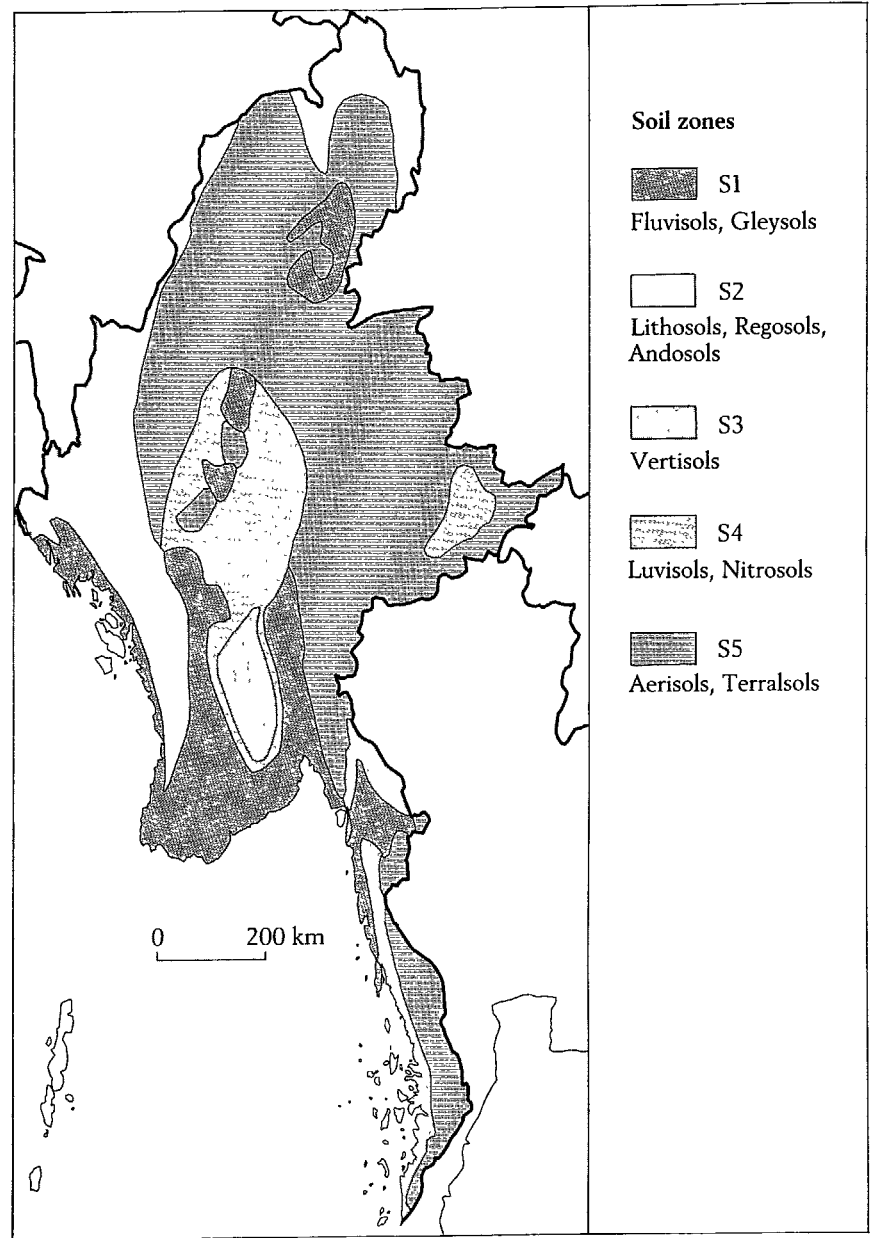 Soil zones
S1
Fluvisols, Gleysols
S2
Lithosols, Regosols,
Andosols
S3
Vertisols
S4
Luvisols, Nitrosols
S5
Aerisols, Terralsols
0 200 km